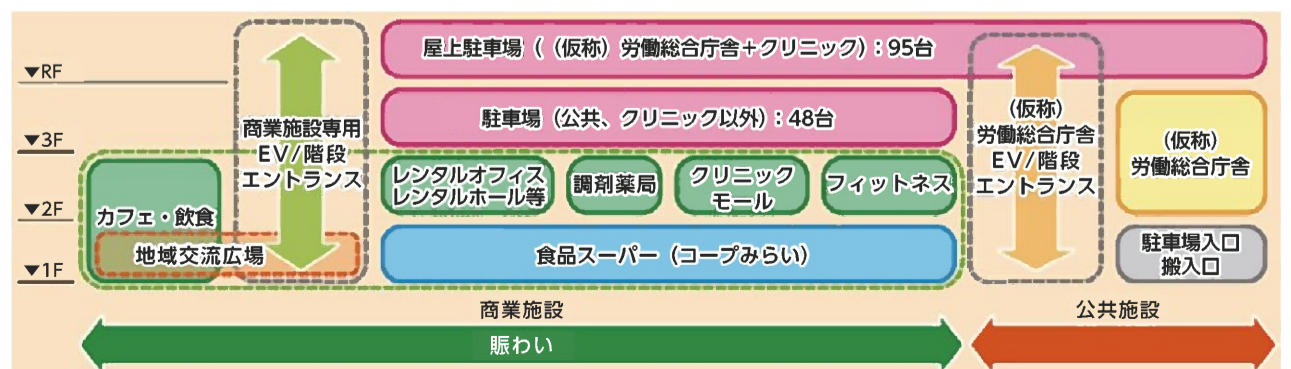 屋上駐車場（（仮称）労働総合庁舎＋クリニック）：95台
▼RF
駐車場（公共、クリニック以外）：48台
▼3F
商業施設専用
EV/階段
エントランス
（仮称）
労働総合庁舎
EV/階段
エントランス
（仮称）
労働総合庁舎
レンタルオフィス
レンタルホール等
調剤薬局
クリニック
モール
フィットネス
▼2F
カフェ・飲食
地域交流広場
食品スーパー（コープみらい）
駐車場入口
搬入口
▼1F
商業施設
公共施設
賑わい